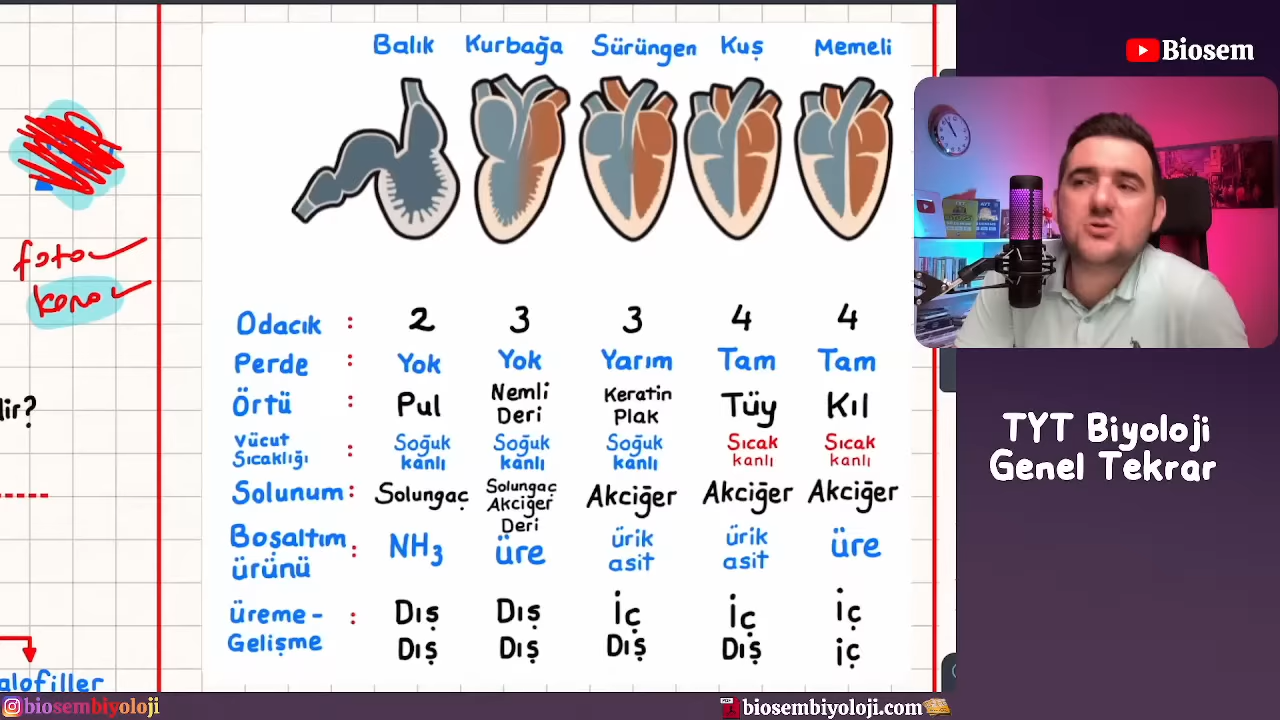 Balık Kurbağa Sürüngen Kuş Memeli
Biosem
foto
dir?
Odacık : 2 3 3 4 4
Perde : Yok Yok Yarım Tam Tam
Örtü : Pul Nemli Deri Keratin Plak Tüy Kıl
Vücut Sıcaklığı : Soğuk kanlı Soğuk kanlı Soğuk kanlı Sıcak kanlı Sıcak kanlı
Solunum: Solungaç Solungaç Akciğer Deri Akciğer Akciğer Akciğer
Boşaltım ürünü : NH3 üre ürik asit ürik asit üre
Üreme - Gelişme : Dış Dış Dış Dış İç Dış İç Dış İç iç
TYT Biyoloji
Genel Tekrar
alofiller
biosembiyoloji
biosembiyoloji.com